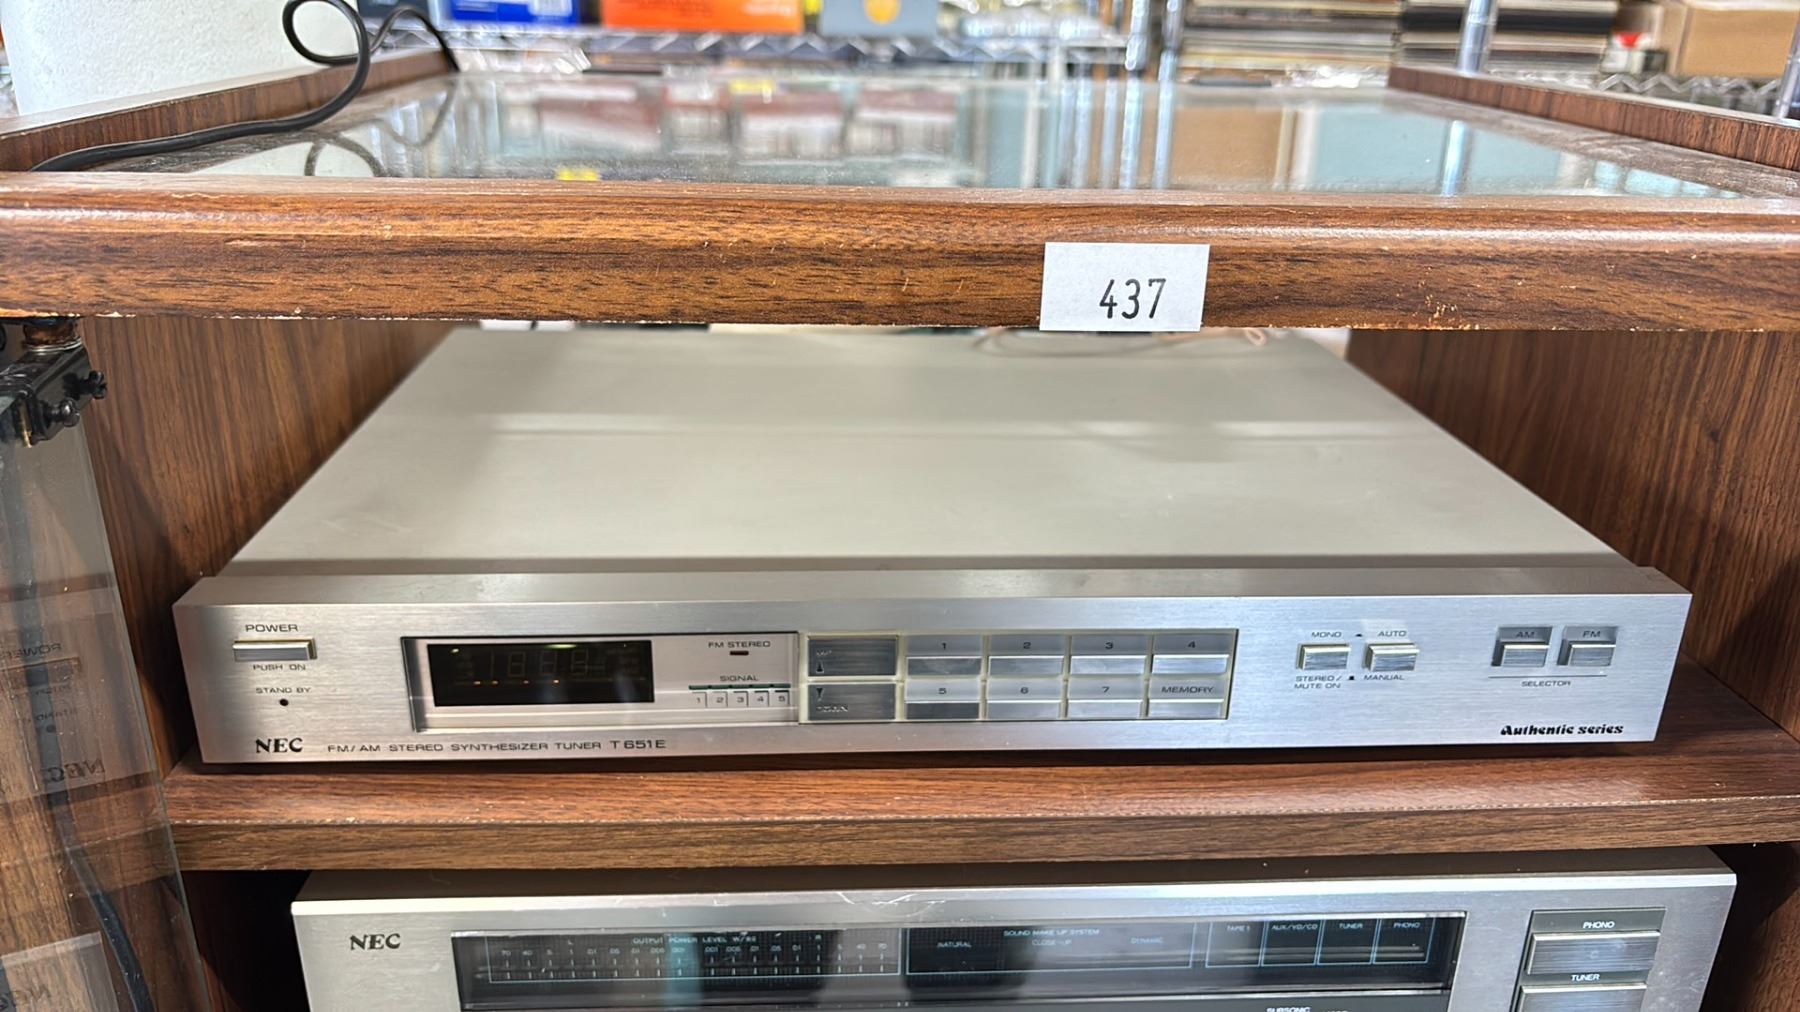 437
POWER
PUSH ON
STAND BY
FM STEREO
SIGNAL
1 2 3 4 5
1 2 3 4
5 6 7 MEMORY
MONO AUTO
STEREO/ MUTE ON MANUAL
AM FM
SELECTOR
NEC FM/AM STEREO SYNTHESIZER TUNER T651E
Authentic series
NEC
OUTPUT POWER LEVEL W/8Ω
SOUND MAKE UP SYSTEM
NATURAL CLOSE-UP DYNAMIC
TAPE 1 AUX/VD/CD TUNER PHONO
PHONO
TUNER
SUBSONIC